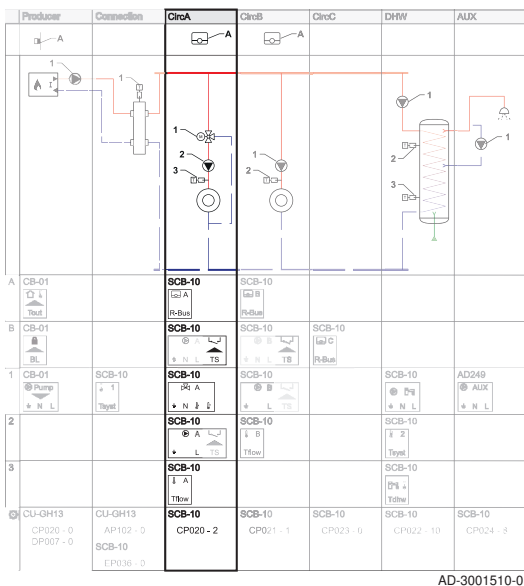 Producer Connection CircA CircB CircC DHW AUX
A A A
1 1
1
1 1 1
2 2 2
3 3
A CB-01 SCB-10 SCB-10
A B
Tout R-Bus R-Bus
B CB-01 SCB-10 SCB-10 SCB-10
A B C
BL N L TS N L TS R-Bus
1 CB-01 SCB-10 SCB-10 SCB-10 SCB-10 AD249
Pump 1 A B AUX
N L Tsyst N L TS N L N L
2 SCB-10 SCB-10 SCB-10
A B 2
L TS Tflow Tsyst
3 SCB-10 SCB-10
A
Tflow Tdhw
CU-GH13 CU-GH13 SCB-10 SCB-10 SCB-10 SCB-10 SCB-10
CP020 - 0 AP102 - 0 CP020 - 2 CP021 - 1 CP023 - 0 CP022 - 10 CP024 - 8
DP007 - 0 SCB-10
EP036 - 0
AD-3001510-0